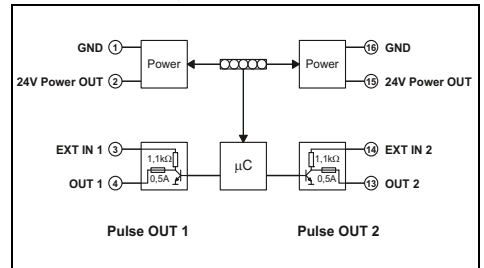 GND 1 Power Power 16 GND
24V Power OUT 2 15 24V Power OUT
EXT IN 1 3 14 EXT IN 2
1,1kΩ µC 1,1kΩ
OUT 1 4 0,5A 0,5A 13 OUT 2
Pulse OUT 1 Pulse OUT 2